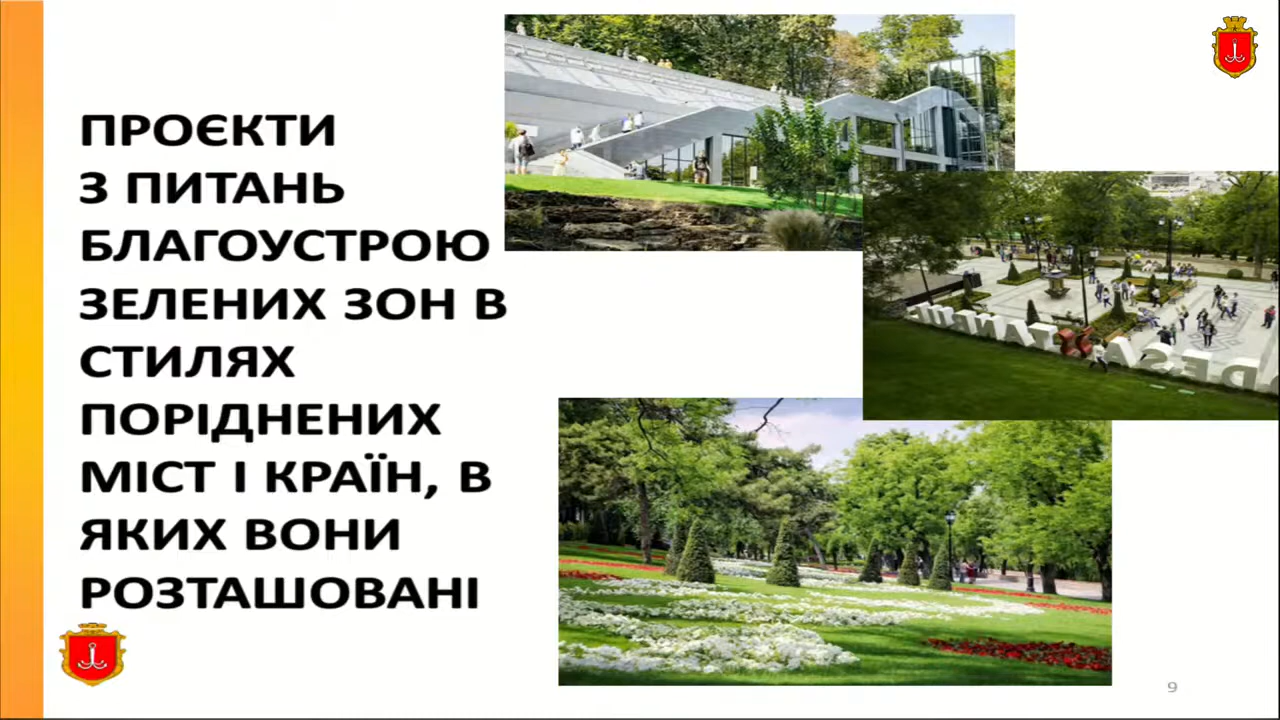 ПРОЄКТИ
З ПИТАНЬ
БЛАГОУСТРОЮ
ЗЕЛЕНИХ ЗОН В
СТИЛЯХ
ПОРІДНЕНИХ
МІСТ І КРАЇН, В
ЯКИХ ВОНИ
РОЗТАШОВАНІ
9